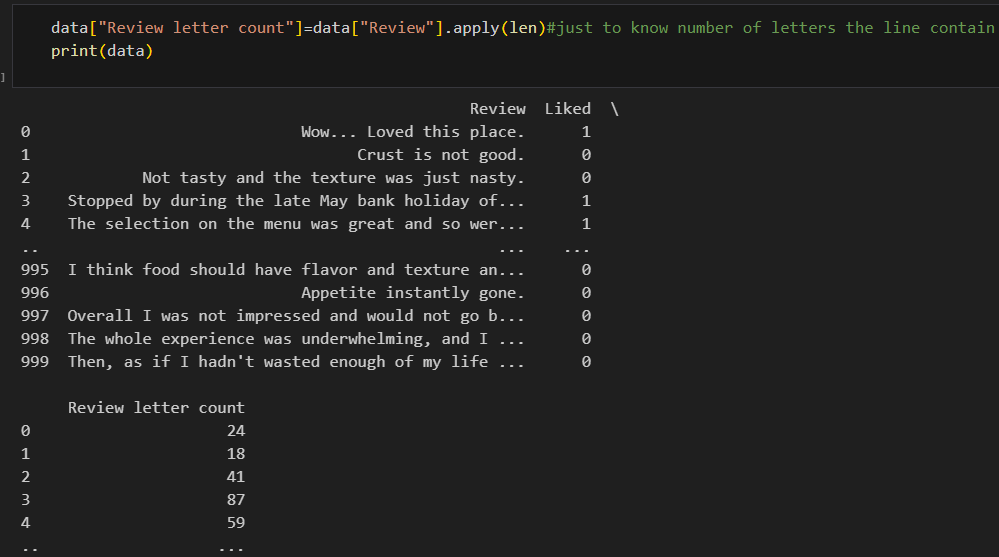 data["Review letter count"]=data["Review"].apply(len)#just to know number of letters the line contain
print(data)
]
Review Liked \
0 Wow... Loved this place. 1
1 Crust is not good. 0
2 Not tasty and the texture was just nasty. 0
3 Stopped by during the late May bank holiday of... 1
4 The selection on the menu was great and so wer... 1
.. ... ...
995 I think food should have flavor and texture an... 0
996 Appetite instantly gone. 0
997 Overall I was not impressed and would not go b... 0
998 The whole experience was underwhelming, and I ... 0
999 Then, as if I hadn't wasted enough of my life ... 0
Review letter count
0 24
1 18
2 41
3 87
4 59
.. ...